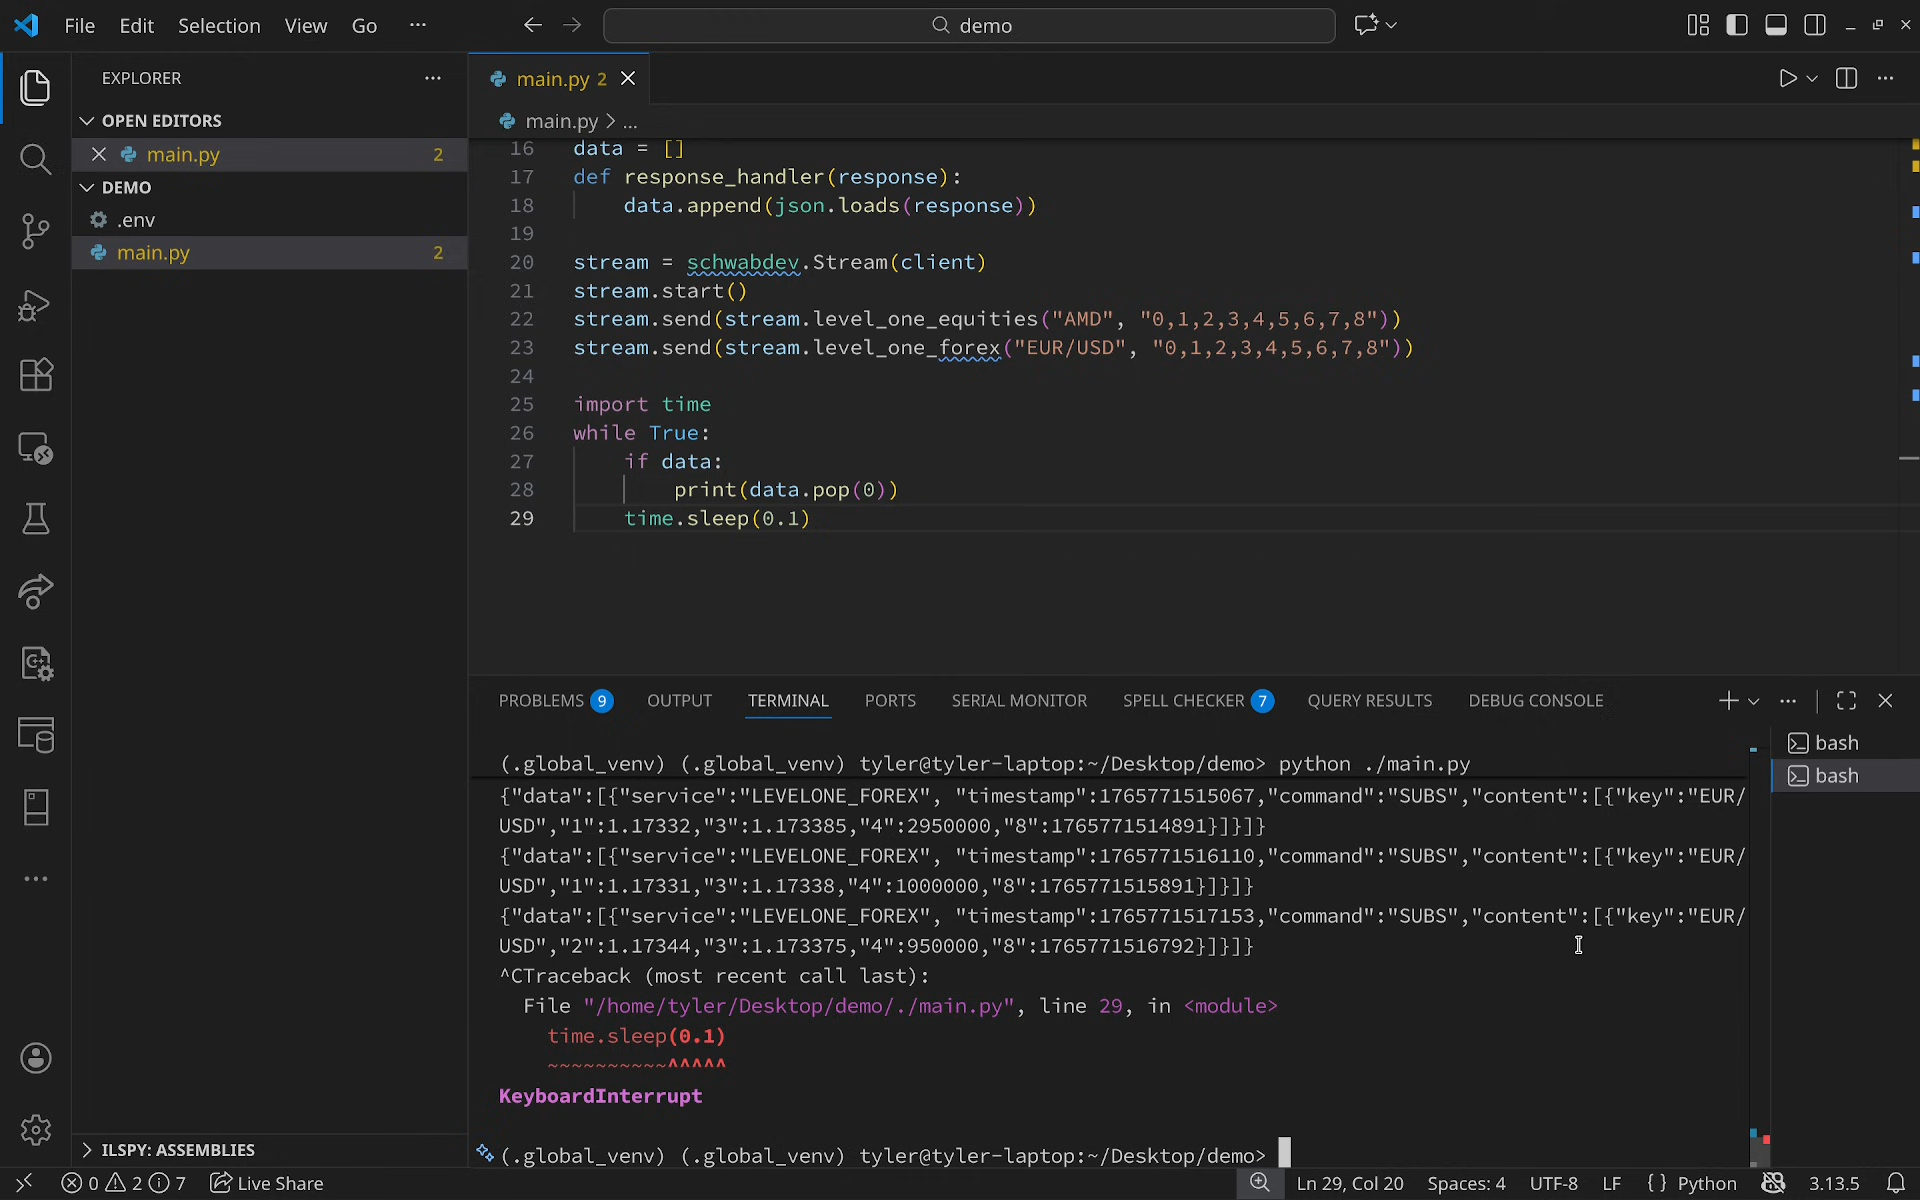 File Edit Selection View Go ···
demo
EXPLORER ···
OPEN EDITORS
main.py 2
DEMO
.env
main.py 2
ILSPY: ASSEMBLIES
main.py 2
main.py > ...
16 data = []
17 def response_handler(response):
18 data.append(json.loads(response))
19
20 stream = schwabdev.Stream(client)
21 stream.start()
22 stream.send(stream.level_one_equities("AMD", "0,1,2,3,4,5,6,7,8"))
23 stream.send(stream.level_one_forex("EUR/USD", "0,1,2,3,4,5,6,7,8"))
24
25 import time
26 while True:
27 if data:
28 print(data.pop(0))
29 time.sleep(0.1)
PROBLEMS 9 OUTPUT TERMINAL PORTS SERIAL MONITOR SPELL CHECKER 7 QUERY RESULTS DEBUG CONSOLE
bash
bash
(.global_venv) (.global_venv) tyler@tyler-laptop:~/Desktop/demo> python ./main.py
{"data":[{"service":"LEVELONE_FOREX", "timestamp":1765771515067,"command":"SUBS","content":[{"key":"EUR/
USD","1":1.17332,"3":1.173385,"4":2950000,"8":1765771514891}]}]}
{"data":[{"service":"LEVELONE_FOREX", "timestamp":1765771516110,"command":"SUBS","content":[{"key":"EUR/
USD","1":1.17331,"3":1.17338,"4":1000000,"8":1765771515891}]}]}
{"data":[{"service":"LEVELONE_FOREX", "timestamp":1765771517153,"command":"SUBS","content":[{"key":"EUR/
USD","2":1.17344,"3":1.173375,"4":950000,"8":1765771516792}]}]}
^CTraceback (most recent call last):
File "/home/tyler/Desktop/demo/./main.py", line 29, in <module>
time.sleep(0.1)
~~~~~~~~~~^^^^^
KeyboardInterrupt
(.global_venv) (.global_venv) tyler@tyler-laptop:~/Desktop/demo>
0 2 7 Live Share Ln 29, Col 20 Spaces: 4 UTF-8 LF { } Python 3.13.5